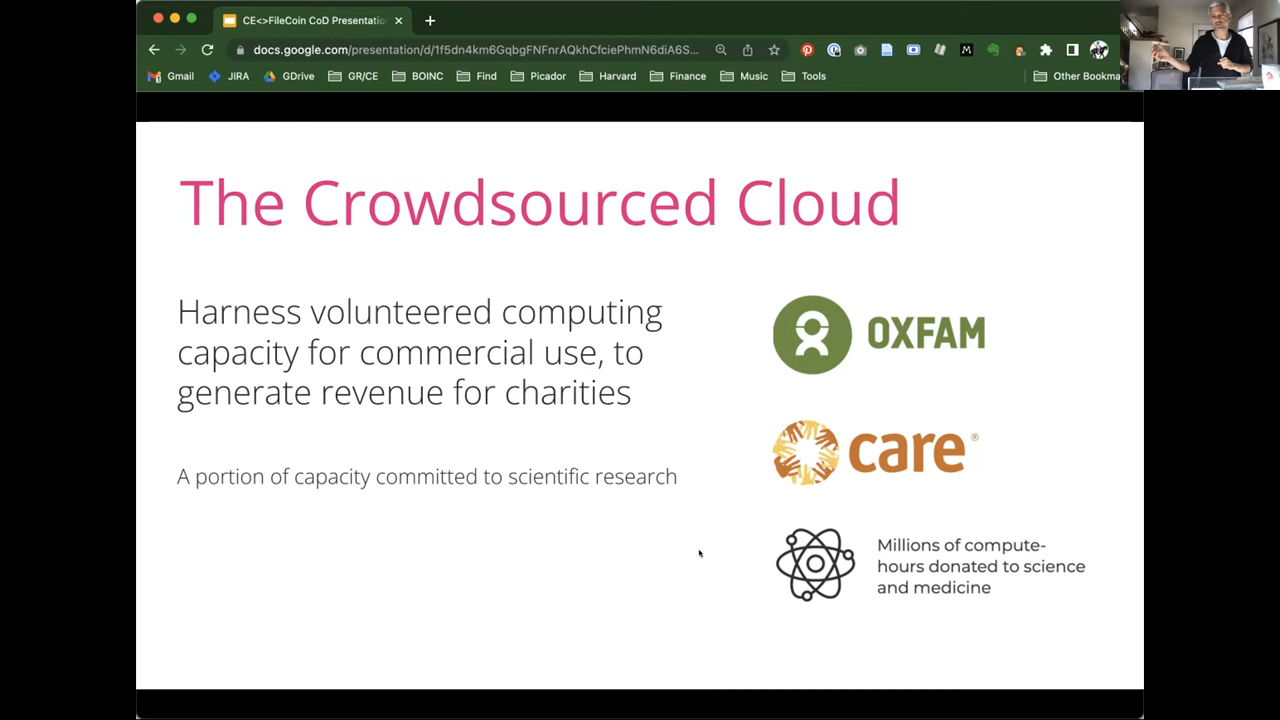 CE<>FileCoin CoD Presentatio
docs.google.com/presentation/d/1f5dn4km6GqbgFNFnrAQkhCfciePhmN6diA6S...
Gmail JIRA GDrive GR/CE BOINC Find Picador Harvard Finance Music Tools Other Bookma
The Crowdsourced Cloud
Harness volunteered computing
capacity for commercial use, to
generate revenue for charities
A portion of capacity committed to scientific research
OXFAM
care®
Millions of compute-
hours donated to science
and medicine